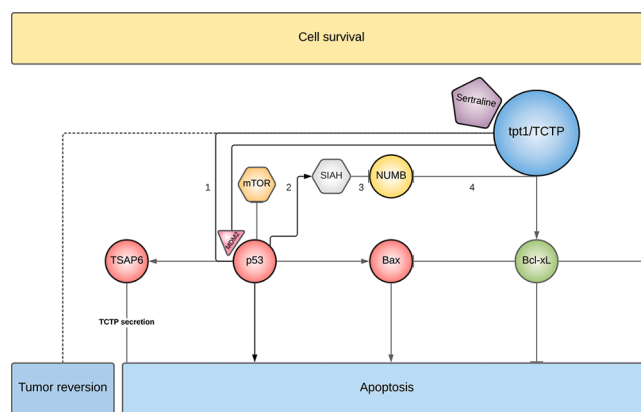 Cell survival
Sertraline
tpt1/TCTP
1
mTOR
2
SIAH
3
NUMB
4
MDM2
TSAP6
p53
Bax
Bcl-xL
TCTP secretion
Tumor reversion
Apoptosis